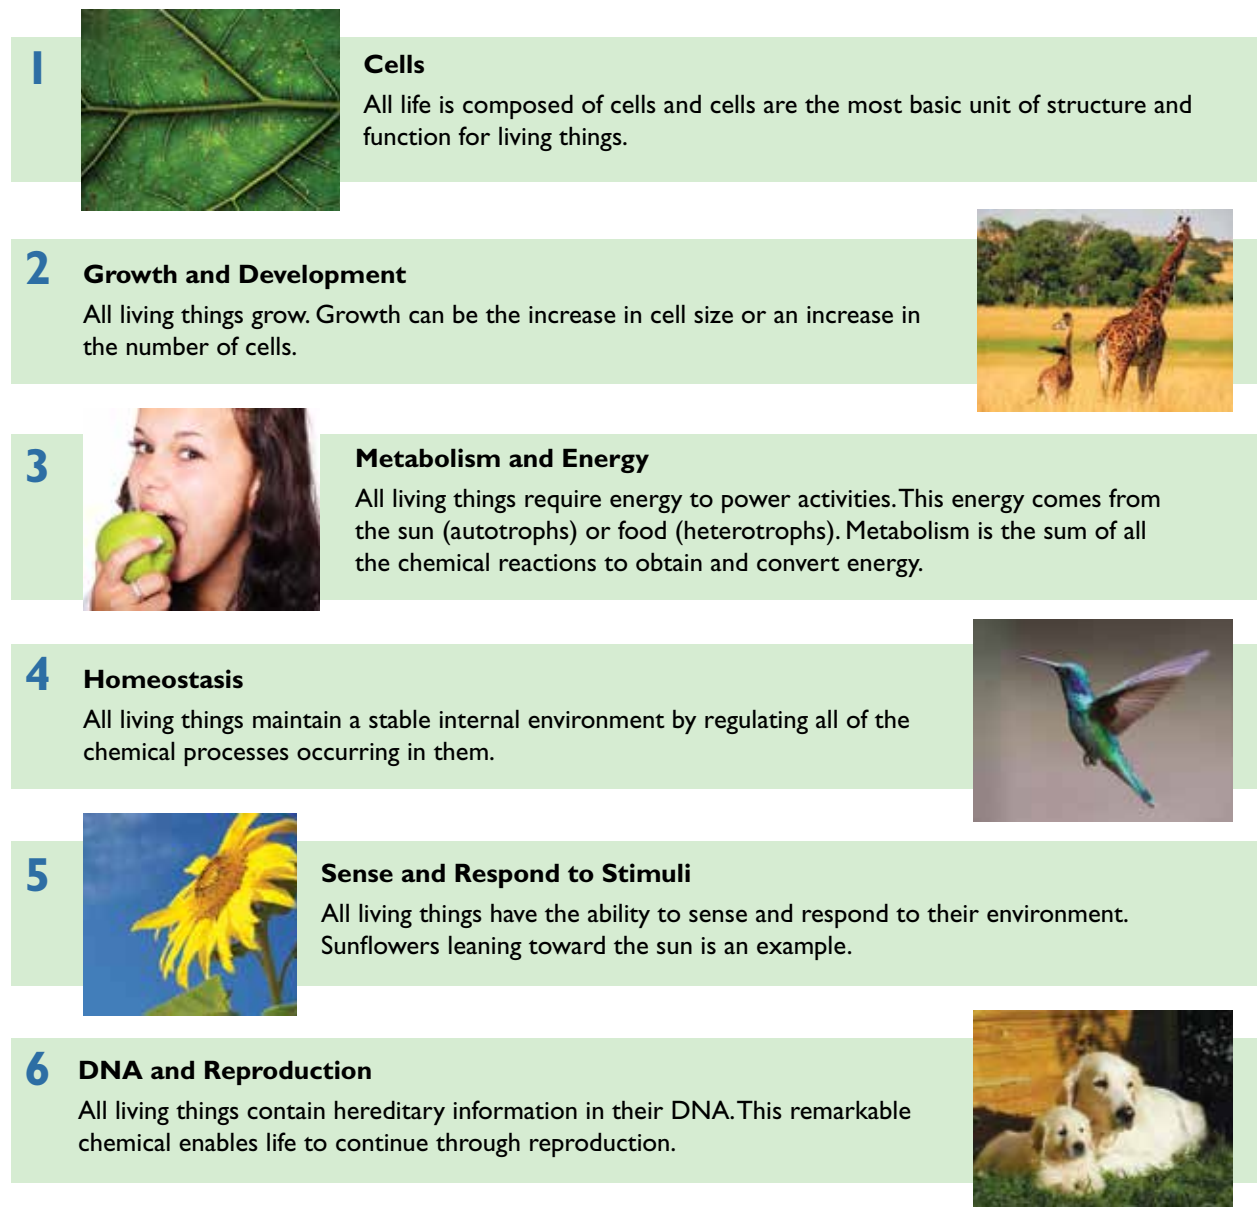 1
Cells
All life is composed of cells and cells are the most basic unit of structure and
function for living things.
2
Growth and Development
All living things grow. Growth can be the increase in cell size or an increase in
the number of cells.
3
Metabolism and Energy
All living things require energy to power activities. This energy comes from
the sun (autotrophs) or food (heterotrophs). Metabolism is the sum of all
the chemical reactions to obtain and convert energy.
4
Homeostasis
All living things maintain a stable internal environment by regulating all of the
chemical processes occurring in them.
5
Sense and Respond to Stimuli
All living things have the ability to sense and respond to their environment.
Sunflowers leaning toward the sun is an example.
6
DNA and Reproduction
All living things contain hereditary information in their DNA. This remarkable
chemical enables life to continue through reproduction.